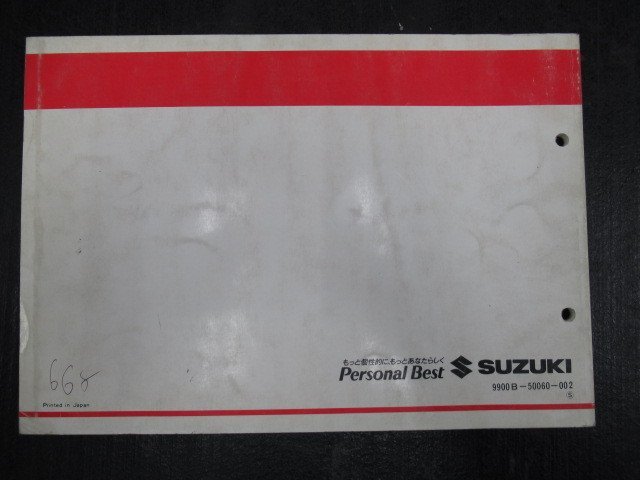 668
Printed in Japan
もっと個性的に、もっとあなたらしく
Personal Best
SUZUKI
9900B-50060-002
S